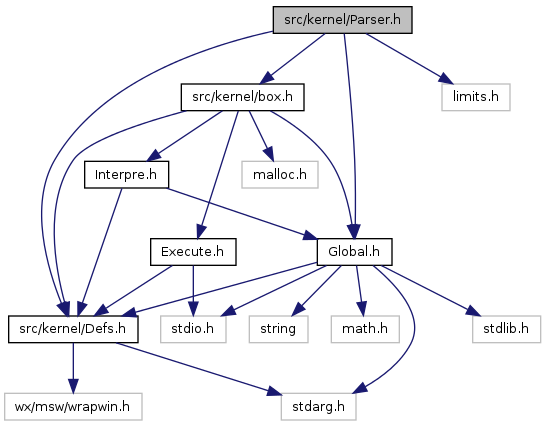 src/kernel/Parser.h
src/kernel/box.h
limits.h
Interpre.h
malloc.h
Execute.h
Global.h
src/kernel/Defs.h
stdio.h
string
math.h
stdlib.h
wx/msw/wrapwin.h
stdarg.h